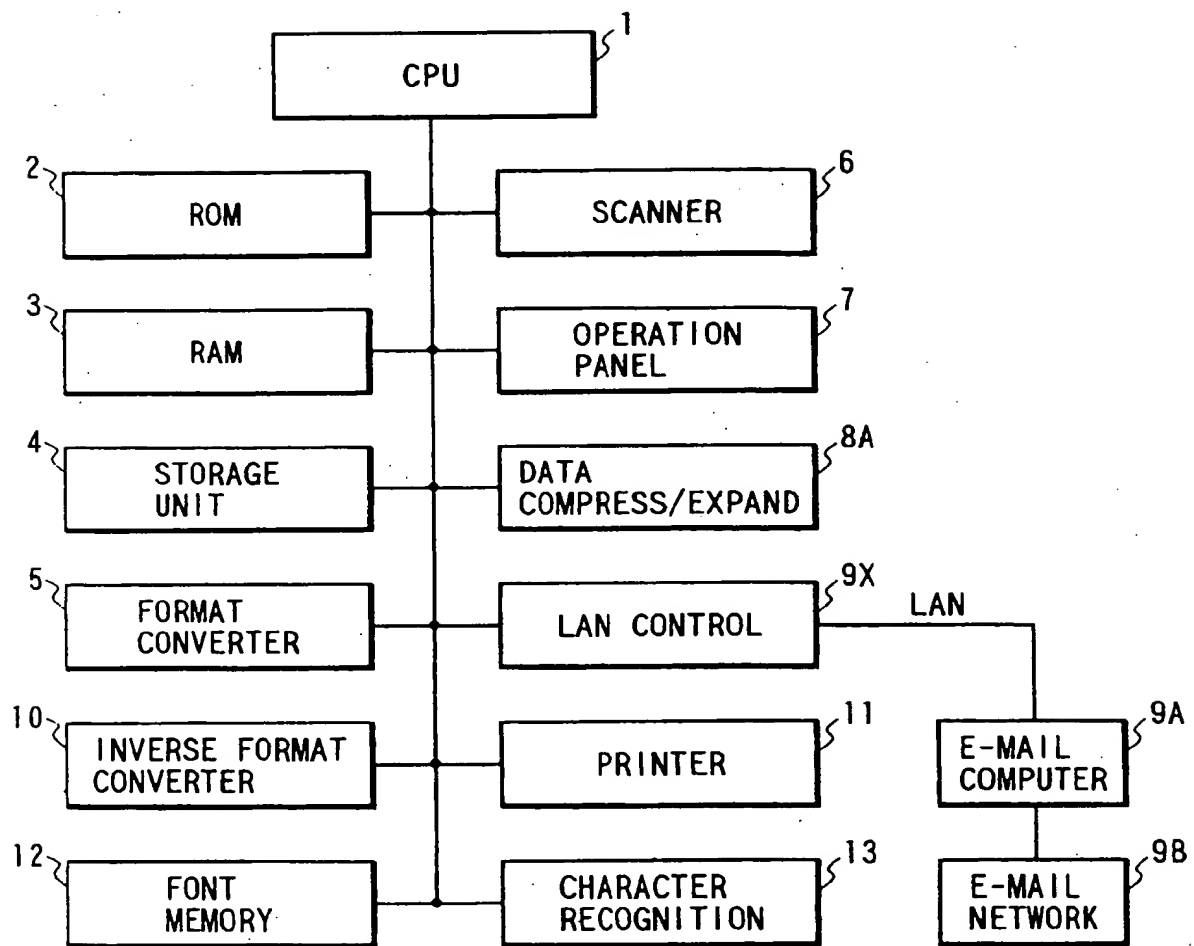 1
CPU
2
ROM
6
SCANNER
3
RAM
7
OPERATION
PANEL
4
STORAGE
UNIT
8A
DATA
COMPRESS/EXPAND
5
FORMAT
CONVERTER
9X
LAN CONTROL
LAN
10
INVERSE FORMAT
CONVERTER
11
PRINTER
9A
E-MAIL
COMPUTER
12
FONT
MEMORY
13
CHARACTER
RECOGNITION
9B
E-MAIL
NETWORK